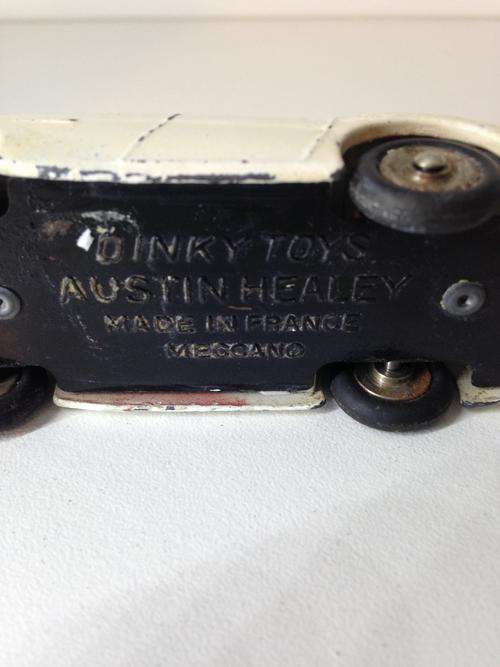 DINKY TOYS
AUSTIN HEALEY
MADE IN FRANCE
MECCANO